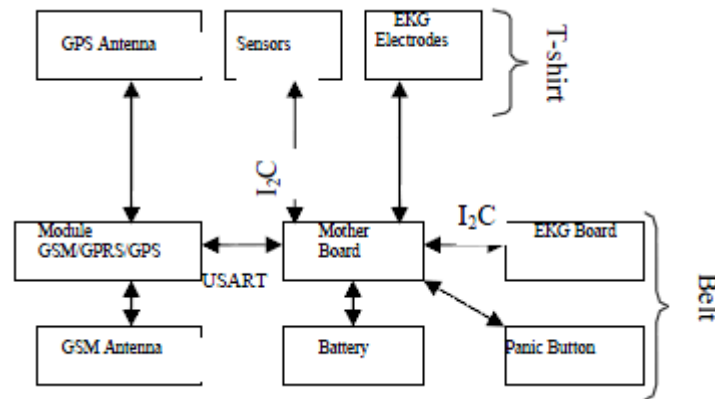 GPS Antenna
Sensors
EKG
Electrodes
T-shirt
I2C
Module
GSM/GPRS/GPS
USART
Mother
Board
I2C
EKG Board
Belt
GSM Antenna
Battery
Panic Button